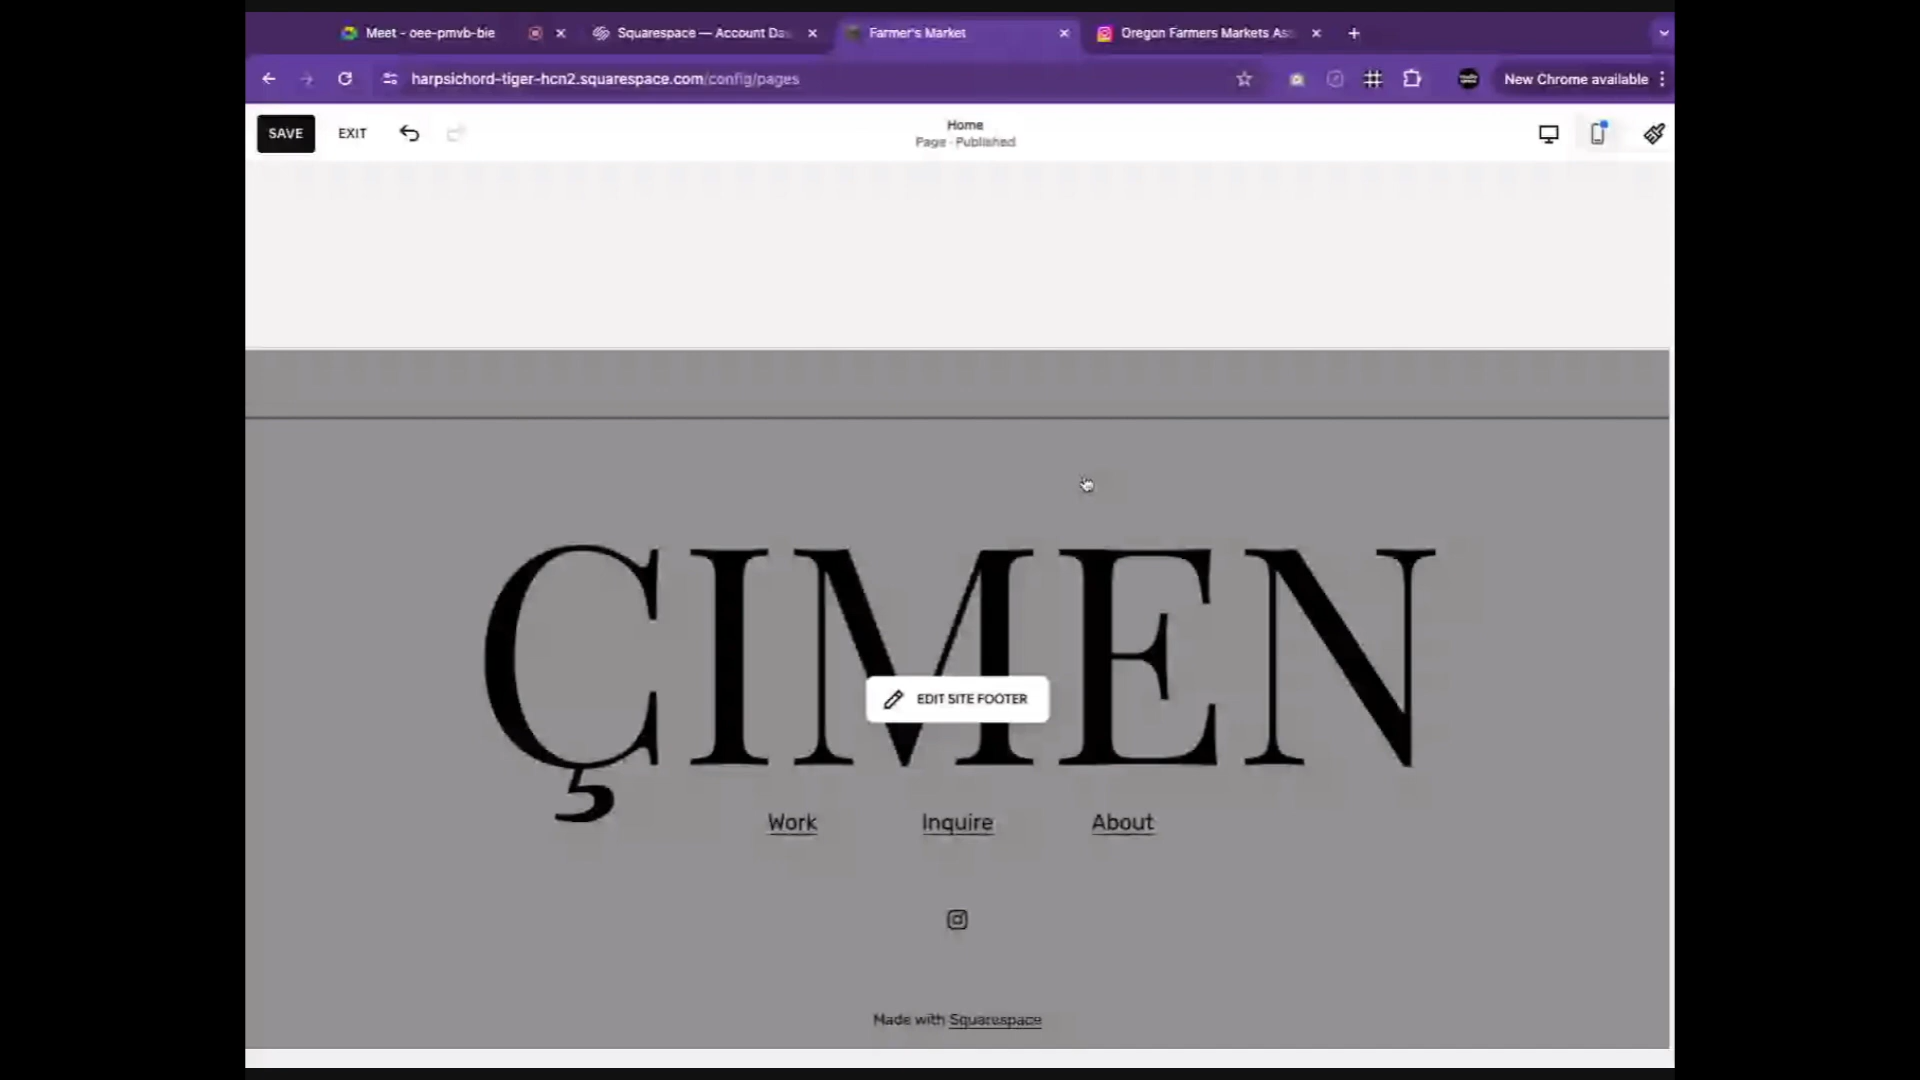 Meet - oee-pmvb-bie
Squarespace — Account Da
Farmer's Market
Oregon Farmers Markets As
harpsichord-tiger-hcn2.squarespace.com/config/pages
New Chrome available
SAVE
EXIT
Home
Page · Published
ÇIMEN
EDIT SITE FOOTER
Work
Inquire
About
Made with Squarespace